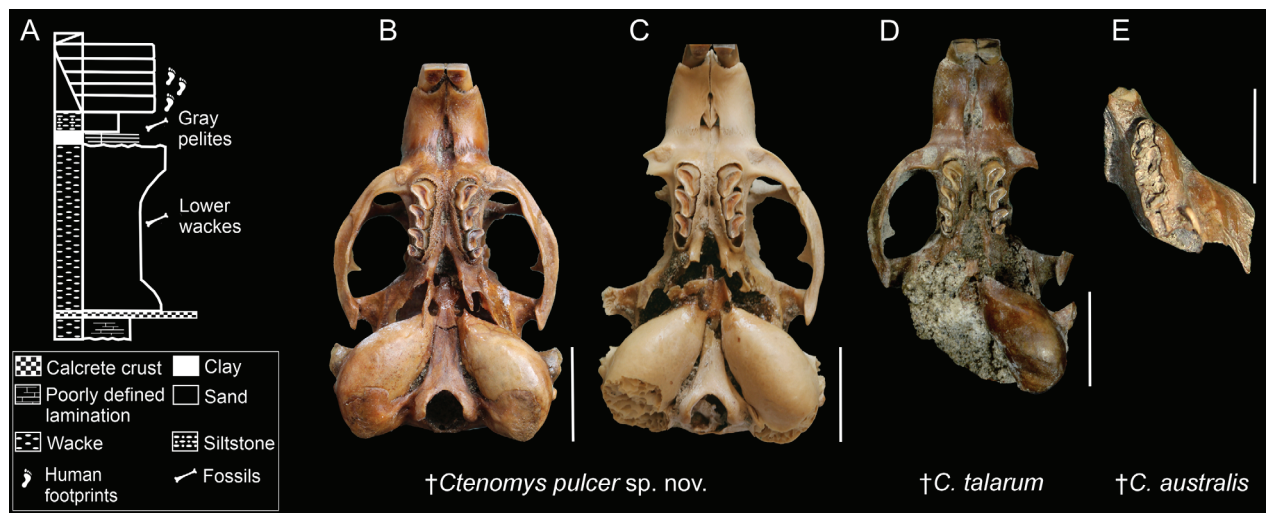 A
B
C
D
E
Gray
pelites
Lower
wackes
Calcrete crust
Clay
Poorly defined
lamination
Sand
Wacke
Siltstone
Human
footprints
Fossils
†Ctenomys pulcer sp. nov.
†C. talarum
†C. australis